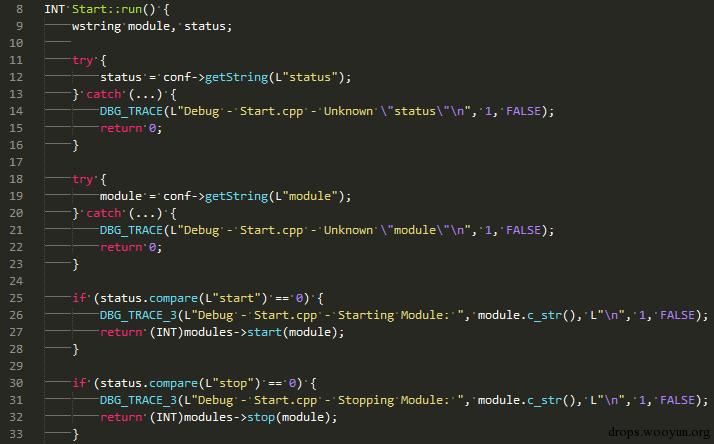 8 INT Start::run() {
9 wstring module, status;
10
11 try {
12 status = conf->getString(L"status");
13 } catch (...) {
14 DBG_TRACE(L"Debug - Start.cpp - Unknown \"status\"\n", 1, FALSE);
15 return 0;
16 }
17
18 try {
19 module = conf->getString(L"module");
20 } catch (...) {
21 DBG_TRACE(L"Debug - Start.cpp - Unknown \"module\"\n", 1, FALSE);
22 return 0;
23 }
24
25 if (status.compare(L"start") == 0) {
26 DBG_TRACE_3(L"Debug - Start.cpp - Starting Module: ", module.c_str(), L"\n", 1, FALSE);
27 return (INT)modules->start(module);
28 }
29
30 if (status.compare(L"stop") == 0) {
31 DBG_TRACE_3(L"Debug - Start.cpp - Stopping Module: ", module.c_str(), L"\n", 1, FALSE);
32 return (INT)modules->stop(module);
33 }
drops.wooyun.org